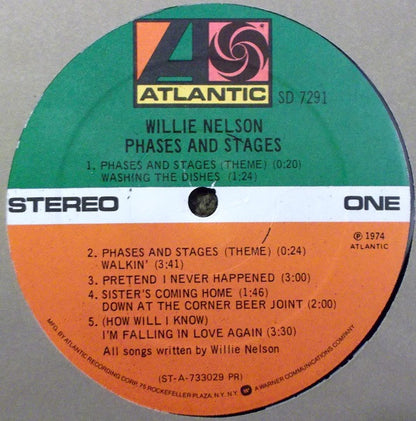 ATLANTIC
SD 7291
WILLIE NELSON
PHASES AND STAGES
1. PHASES AND STAGES (THEME) (0:20)
WASHING THE DISHES (1:24)
STEREO
ONE
℗ 1974
ATLANTIC
2. PHASES AND STAGES (THEME) (0:24)
WALKIN' (3:41)
3. PRETEND I NEVER HAPPENED (3:00)
4. SISTER'S COMING HOME (1:46)
DOWN AT THE CORNER BEER JOINT (2:00)
5. (HOW WILL I KNOW)
I'M FALLING IN LOVE AGAIN (3:30)
All songs written by Willie Nelson
(ST-A-733029 PR)
MFG. BY ATLANTIC RECORDING CORP., 75 ROCKEFELLER PLAZA, N.Y. N.Y. A WARNER COMMUNICATIONS COMPANY